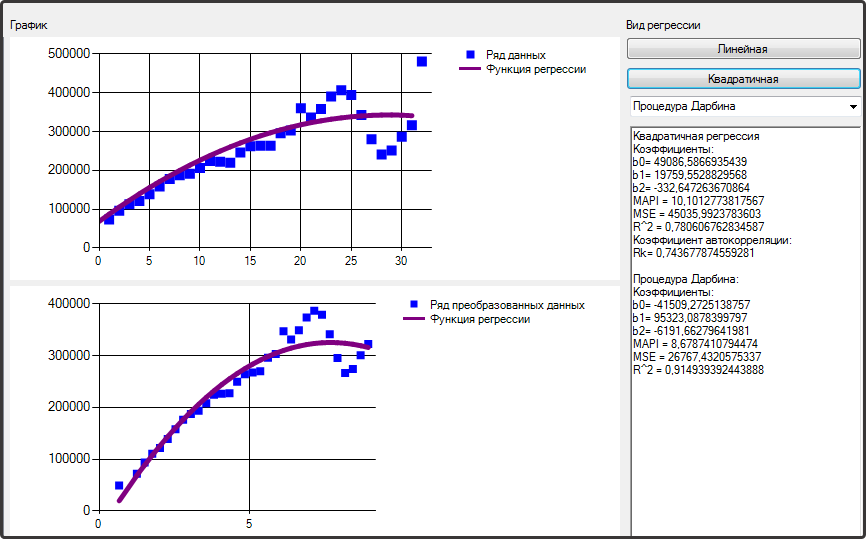 График
500000
400000
300000
200000
100000
0
0 5 10 15 20 25 30
Ряд данных
Функция регрессии
400000
300000
200000
100000
0
0 5
Ряд преобразованных данных
Функция регрессии
Вид регрессии
Линейная
Квадратичная
Процедура Дарбина
Квадратичная регрессия
Коэффициенты:
b0= 49086,5866935439
b1= 19759,5528829568
b2= -332,647263670864
MAPI = 10,1012773817567
MSE = 45035,9923783603
R^2 = 0,780606762834587
Коэффициент автокорреляции:
Rk= 0,743677874559281
Процедура Дарбина:
Коэффициенты:
b0= -41509,2725138757
b1= 95323,0878399797
b2= -6191,66279641981
MAPI = 8,6787410794474
MSE = 26767,4320575337
R^2 = 0,914939392443888